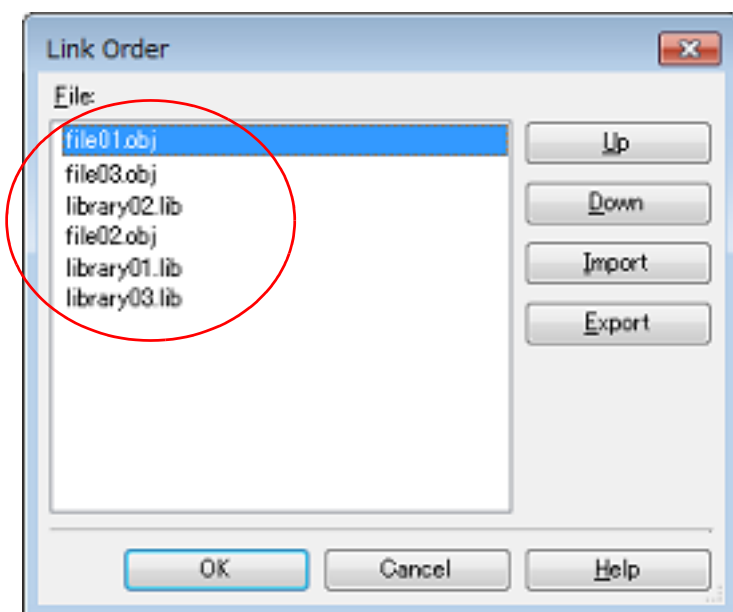 Link Order
File:
file01.obj
file03.obj
library02.lib
file02.obj
library01.lib
library03.lib
Up
Down
Import
Export
OK
Cancel
Help